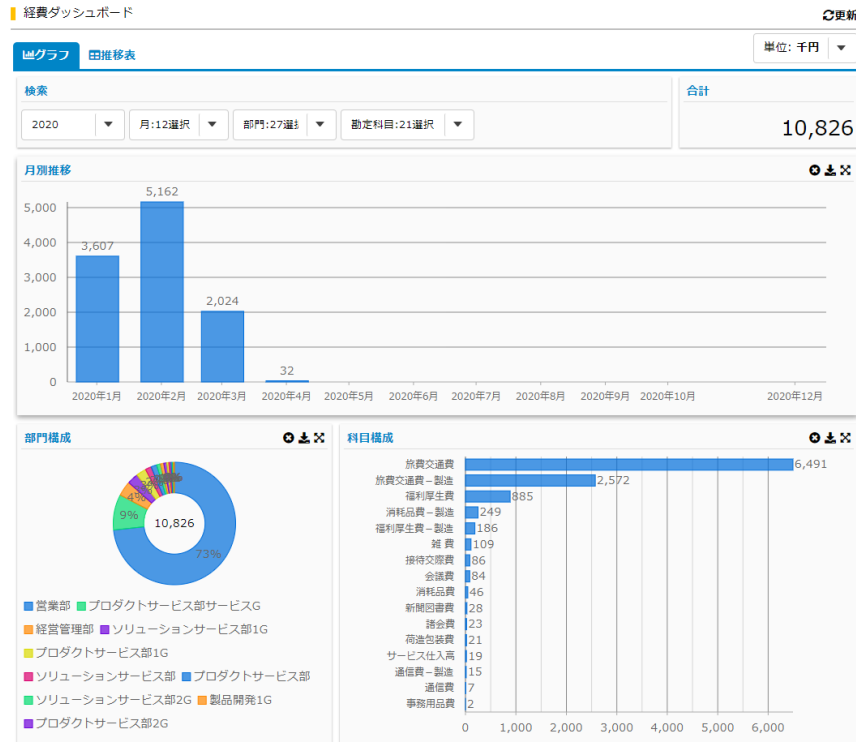 経費ダッシュボード
更新
グラフ 推移表
単位: 千円
検索
合計
2020 月:12選択 部門:27選 勘定科目:21選択
10,826
月別推移
5,162
5,000
4,000
3,607
3,000
2,024
2,000
1,000
32
0
2020年1月 2020年2月 2020年3月 2020年4月 2020年5月 2020年6月 2020年7月 2020年8月 2020年9月 2020年10月 2020年12月
部門構成
4%
9%
10,826
73%
営業部 プロダクトサービス部サービスG
経営管理部 ソリューションサービス部1G
プロダクトサービス部1G
ソリューションサービス部 プロダクトサービス部
ソリューションサービス部2G 製品開発1G
プロダクトサービス部2G
科目構成
旅費交通費 6,491
旅費交通費－製造 2,572
福利厚生費 885
消耗品費－製造 249
福利厚生費－製造 186
雑 費 109
接待交際費 86
会議費 84
消耗品費 46
新聞図書費 28
諸会費 23
荷造包装費 21
サービス仕入高 19
通信費－製造 15
通信費 7
事務用品費 2
0 1,000 2,000 3,000 4,000 5,000 6,000